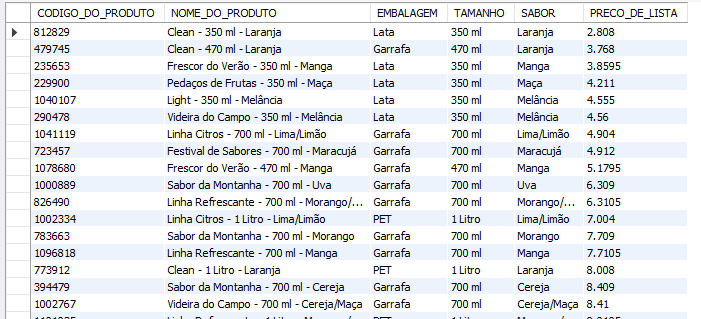 CODIGO_DO_PRODUTO NOME_DO_PRODUTO EMBALAGEM TAMANHO SABOR PRECO_DE_LISTA
812829 Clean - 350 ml - Laranja Lata 350 ml Laranja 2.808
479745 Clean - 470 ml - Laranja Garrafa 470 ml Laranja 3.768
235653 Frescor do Verão - 350 ml - Manga Lata 350 ml Manga 3.8595
229900 Pedaços de Frutas - 350 ml - Maça Lata 350 ml Maça 4.211
1040107 Light - 350 ml - Melância Lata 350 ml Melância 4.555
290478 Videira do Campo - 350 ml - Melância Lata 350 ml Melância 4.56
1041119 Linha Citros - 700 ml - Lima/Limão Garrafa 700 ml Lima/Limão 4.904
723457 Festival de Sabores - 700 ml - Maracujá Garrafa 700 ml Maracujá 4.912
1078680 Frescor do Verão - 470 ml - Manga Garrafa 470 ml Manga 5.1795
1000889 Sabor da Montanha - 700 ml - Uva Garrafa 700 ml Uva 6.309
826490 Linha Refrescante - 700 ml - Morango/... Garrafa 700 ml Morango/... 6.3105
1002334 Linha Citros - 1 Litro - Lima/Limão PET 1 Litro Lima/Limão 7.004
783663 Sabor da Montanha - 700 ml - Morango Garrafa 700 ml Morango 7.709
1096818 Linha Refrescante - 700 ml - Manga Garrafa 700 ml Manga 7.7105
773912 Clean - 1 Litro - Laranja PET 1 Litro Laranja 8.008
394479 Sabor da Montanha - 700 ml - Cereja Garrafa 700 ml Cereja 8.409
1002767 Videira do Campo - 700 ml - Cereja/Maça Garrafa 700 ml Cereja/Maça 8.41